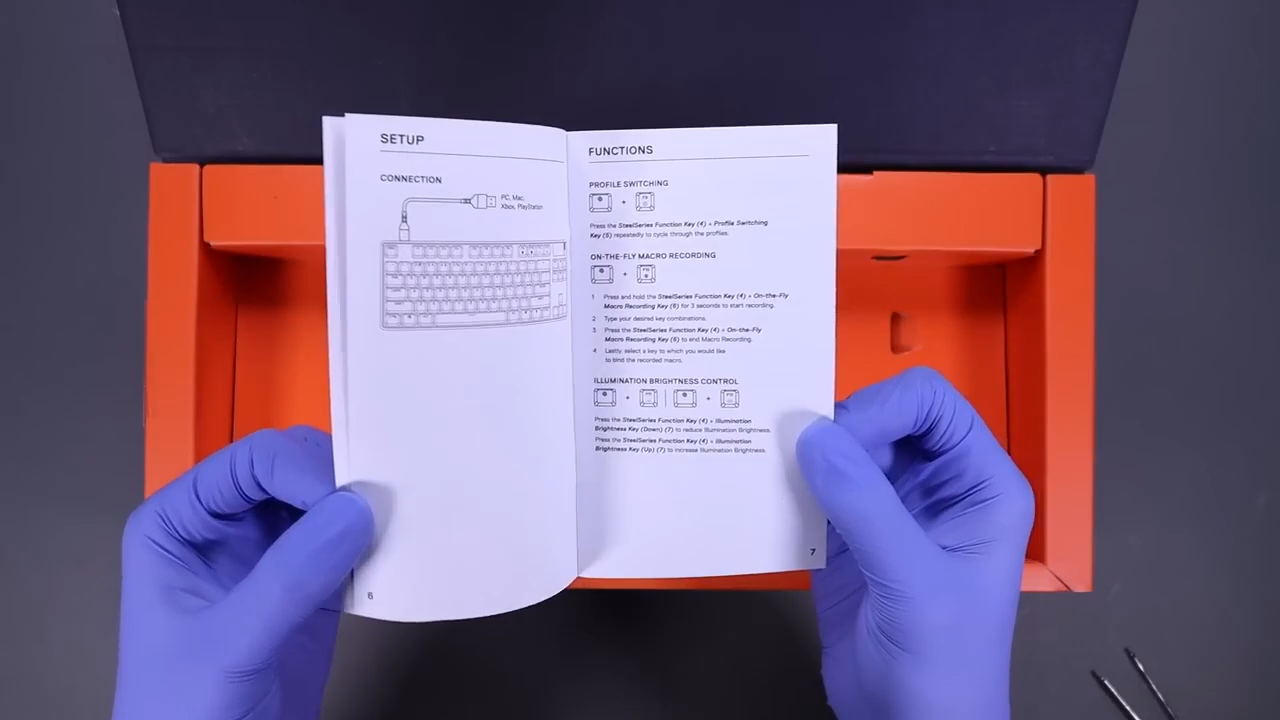 SETUP
CONNECTION
PC, Mac,
Xbox, PlayStation
6
FUNCTIONS
PROFILE SWITCHING
+
Press the SteelSeries Function Key (4) + Profile Switching
Key (5) repeatedly to cycle through the profiles.
ON-THE-FLY MACRO RECORDING
+
1 Press and hold the SteelSeries Function Key (4) + On-the-Fly
Macro Recording Key (6) for 3 seconds to start recording.
2 Type your desired key combinations.
3 Press the SteelSeries Function Key (4) + On-the-Fly
Macro Recording Key (6) to end Macro Recording.
4 Lastly, select a key to which you would like
to bind the recorded macro.
ILLUMINATION BRIGHTNESS CONTROL
+ | +
Press the SteelSeries Function Key (4) + Illumination
Brightness Key (Down) (7) to reduce Illumination Brightness.
Press the SteelSeries Function Key (4) + Illumination
Brightness Key (Up) (7) to increase Illumination Brightness.
7